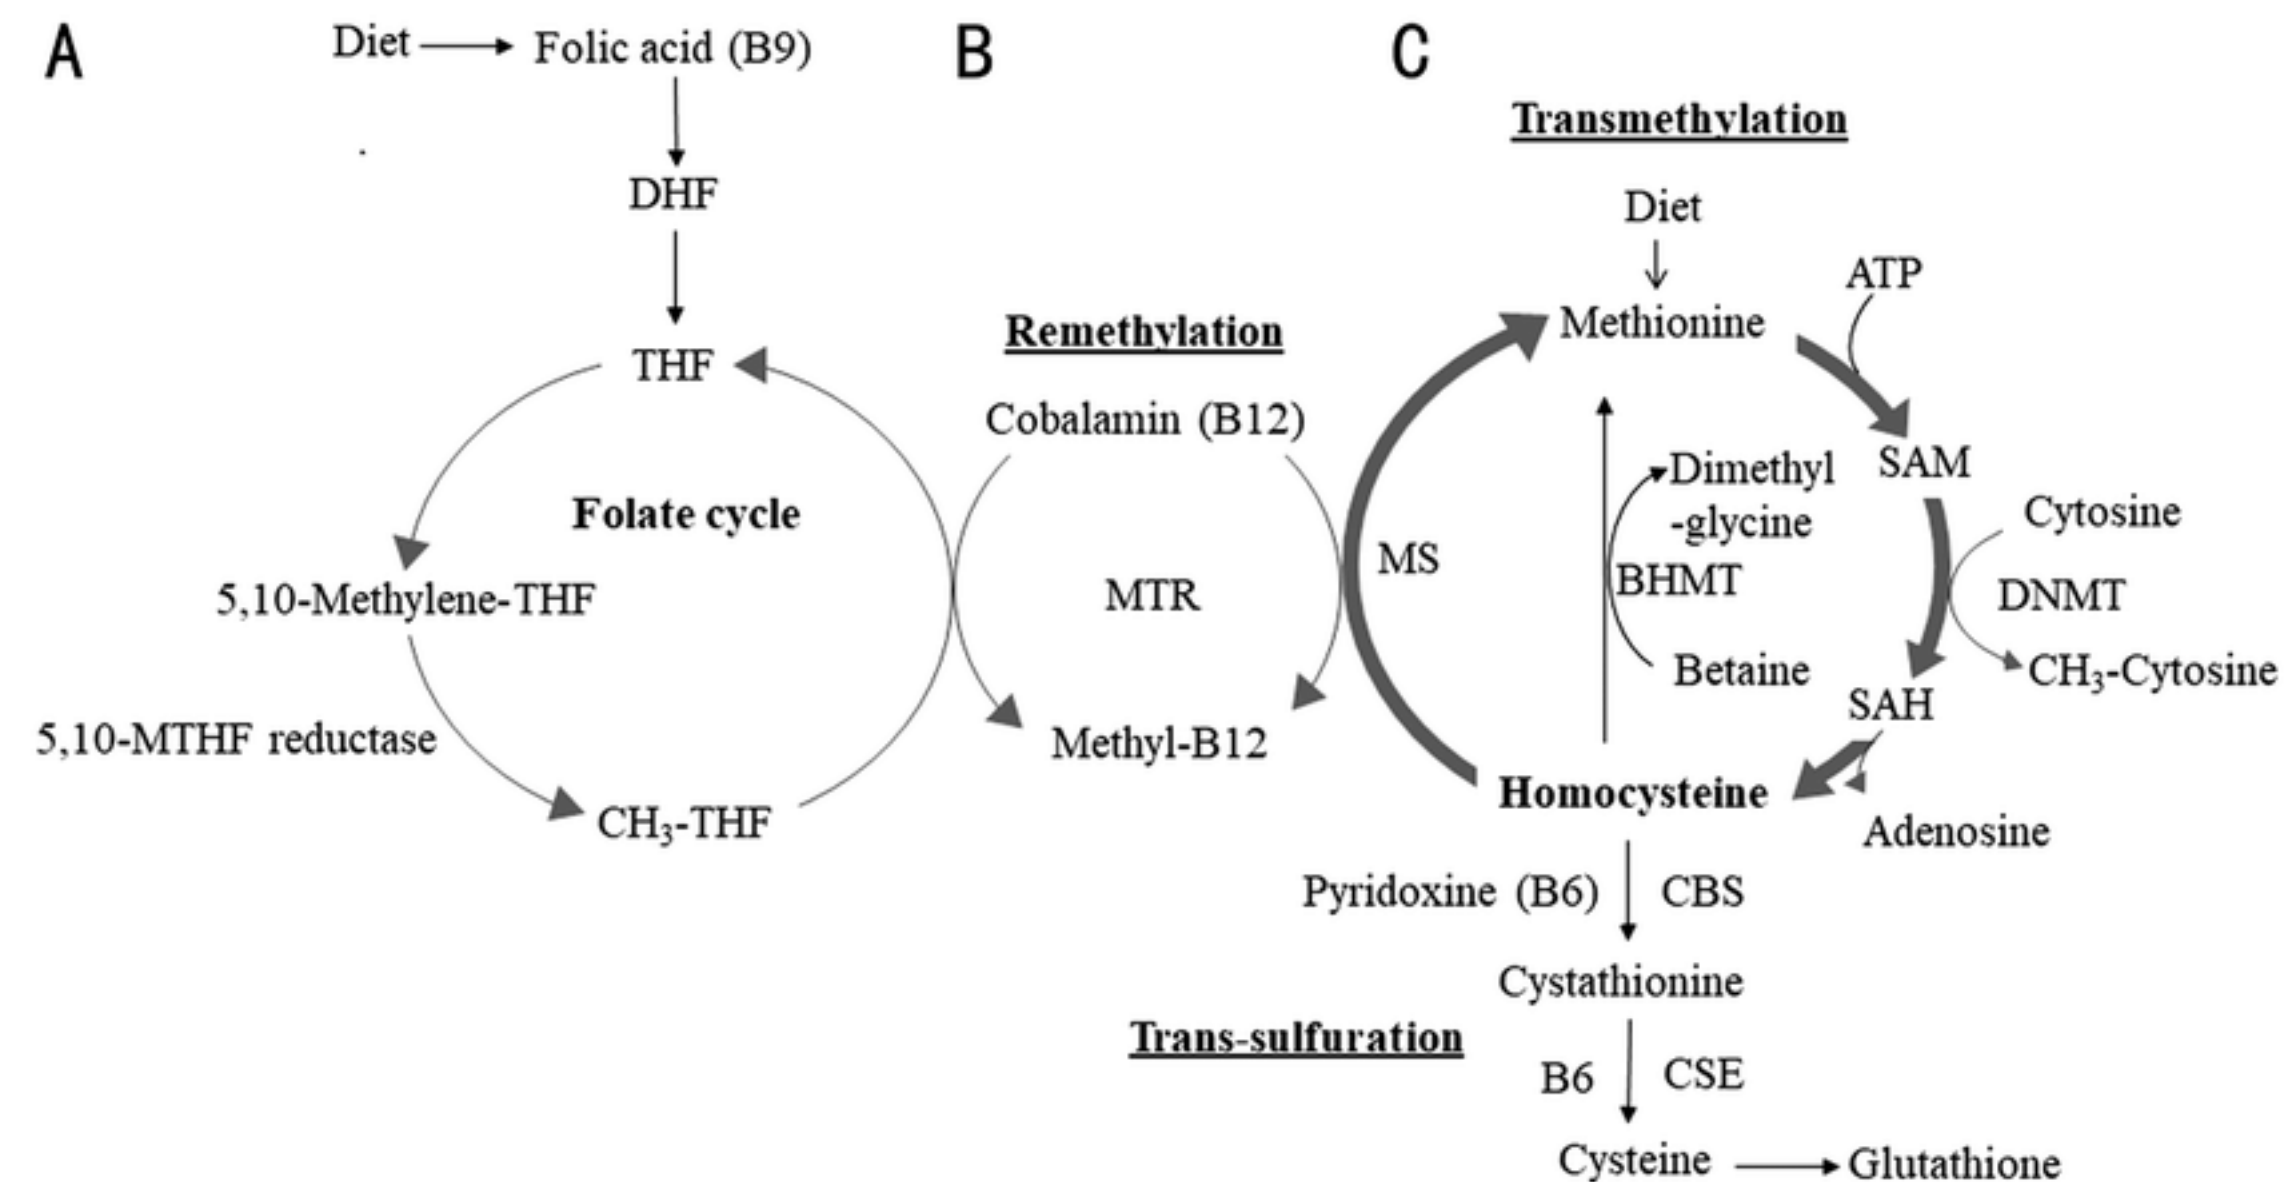 A
Diet
Folic acid (B9)
DHF
THF
Folate cycle
5,10-Methylene-THF
5,10-MTHF reductase
CH₃-THF
B
Remethylation
Cobalamin (B12)
MTR
Methyl-B12
C
Transmethylation
Diet
Methionine
ATP
SAM
Cytosine
DNMT
CH₃-Cytosine
SAH
Adenosine
MS
Dimethyl
-glycine
BHMT
Betaine
Homocysteine
Pyridoxine (B6)
CBS
Cystathionine
Trans-sulfuration
B6
CSE
Cysteine
Glutathione